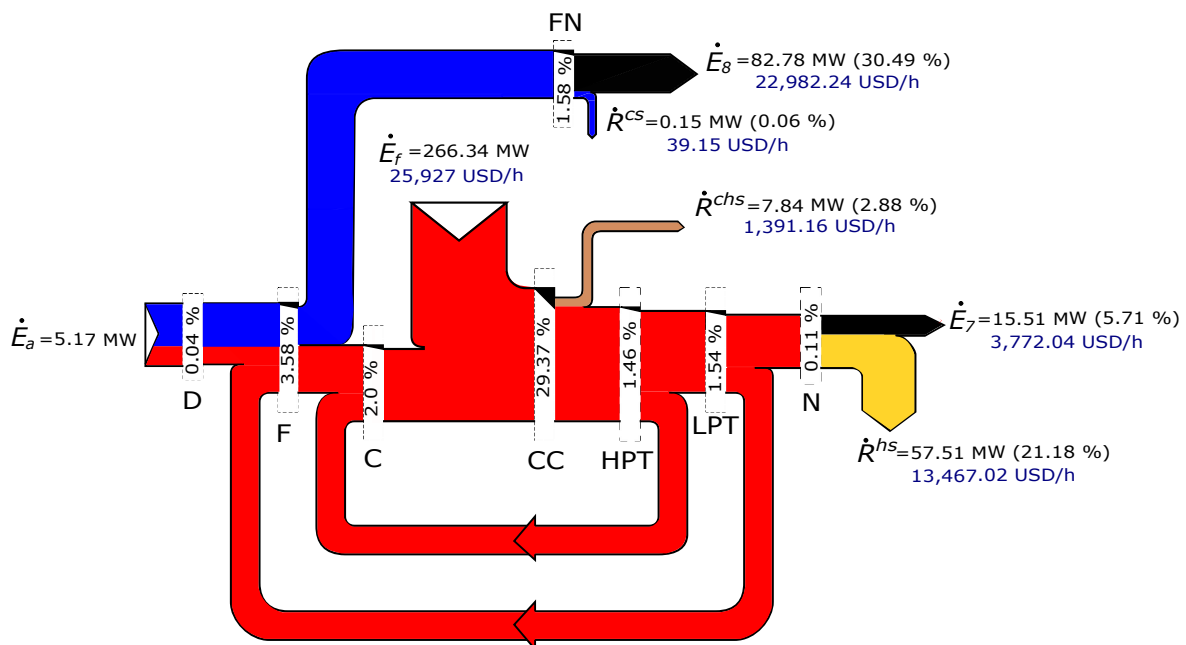 FN
1.58 %
Ė8=82.78 MW (30.49 %)
22,982.24 USD/h
Ṙcs=0.15 MW (0.06 %)
39.15 USD/h
Ėf=266.34 MW
25,927 USD/h
Ṙchs=7.84 MW (2.88 %)
1,391.16 USD/h
Ėa=5.17 MW
0.04 %
3.58 %
2.0 %
29.37 %
1.46 %
1.54 %
0.11 %
Ė7=15.51 MW (5.71 %)
3,772.04 USD/h
D
F
C
CC
HPT
LPT
N
Ṙhs=57.51 MW (21.18 %)
13,467.02 USD/h